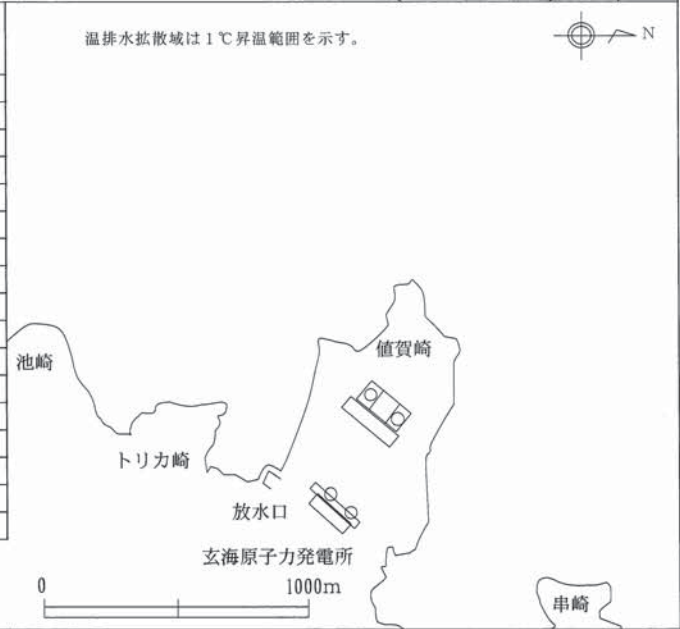 温排水拡散域は1℃昇温範囲を示す。
N
値賀崎
池崎
トリカ崎
放水口
玄海原子力発電所
0 1000m
串崎